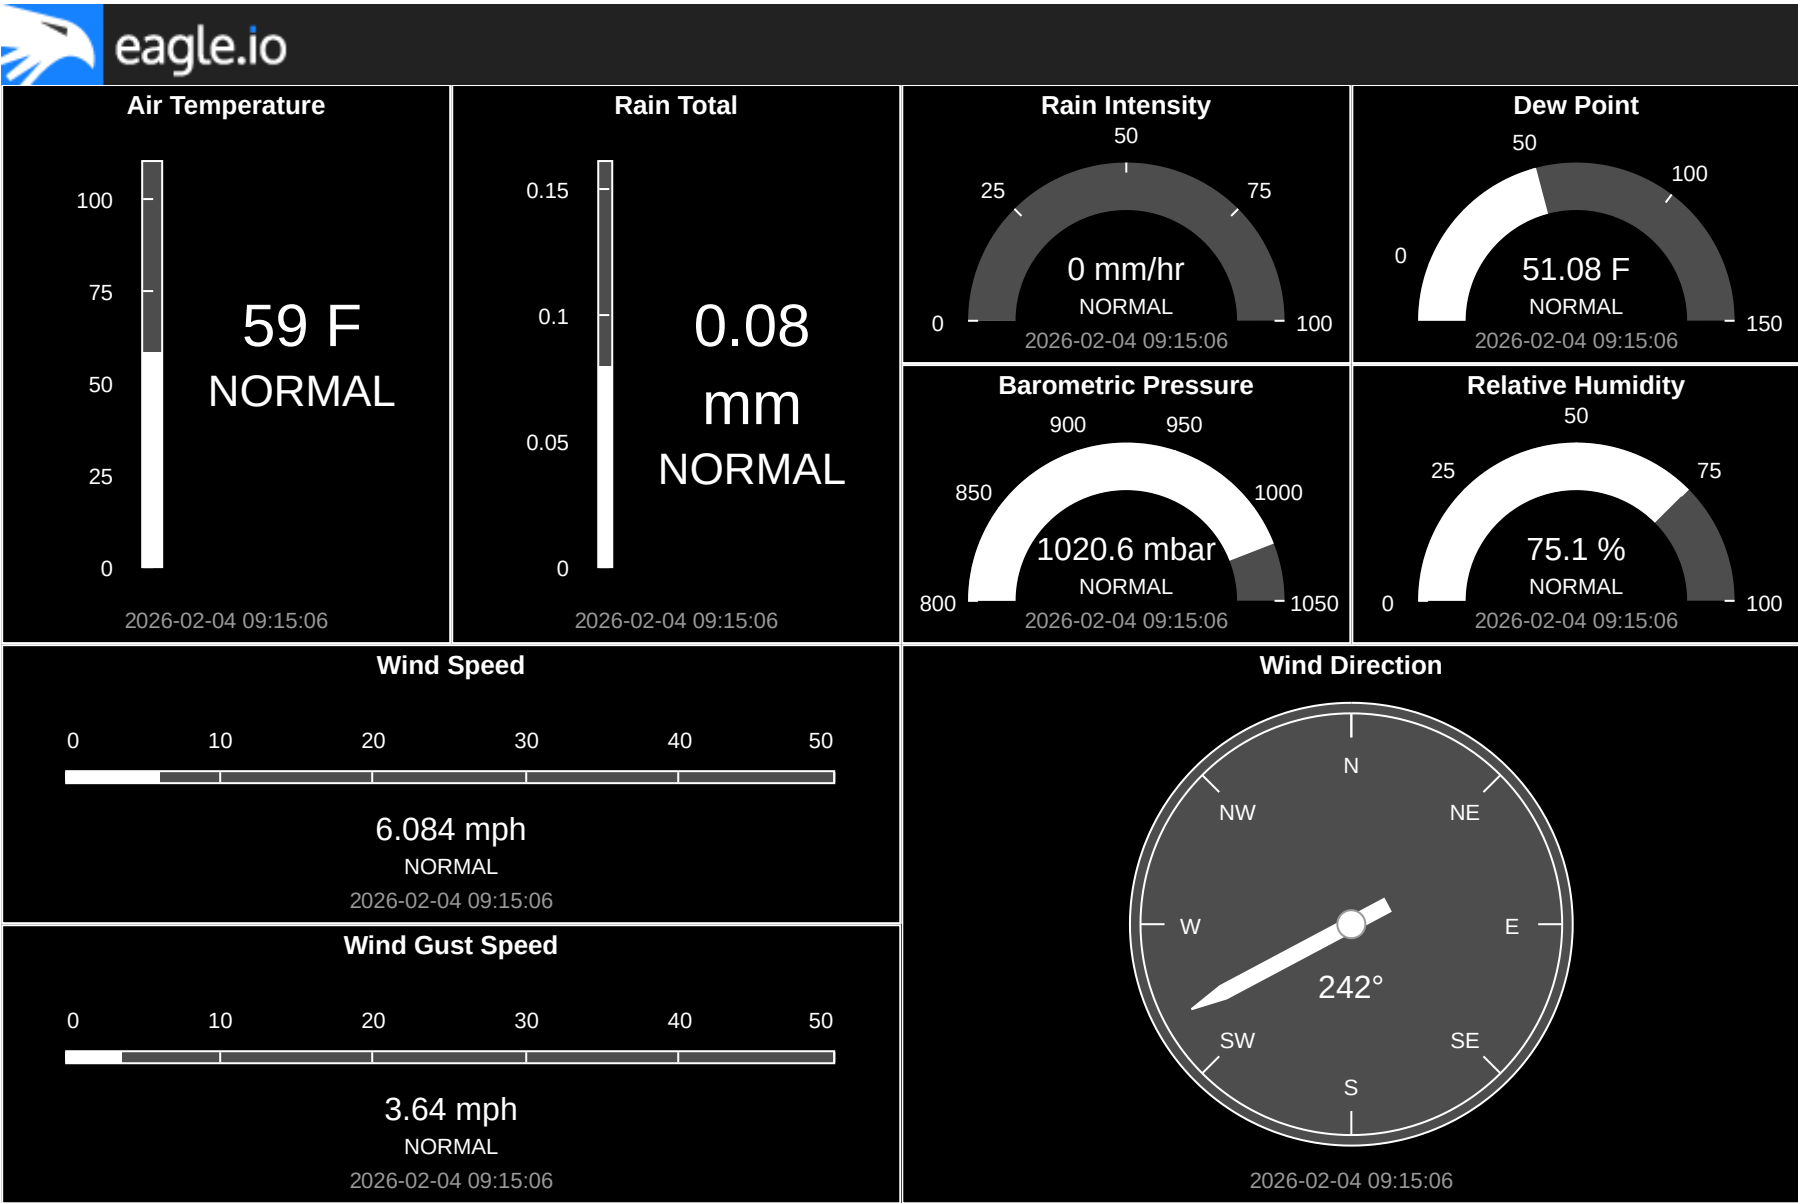 eagle.io
Air Temperature
100
75
50
25
0
59 F
NORMAL
2026-02-04 09:15:06
Rain Total
0.15
0.1
0.05
0
0.08
mm
NORMAL
2026-02-04 09:15:06
Rain Intensity
0
25
50
75
100
0 mm/hr
NORMAL
2026-02-04 09:15:06
Dew Point
0
50
100
150
51.08 F
NORMAL
2026-02-04 09:15:06
Barometric Pressure
800
850
900
950
1000
1050
1020.6 mbar
NORMAL
2026-02-04 09:15:06
Relative Humidity
0
25
50
75
100
75.1 %
NORMAL
2026-02-04 09:15:06
Wind Speed
0 10 20 30 40 50
6.084 mph
NORMAL
2026-02-04 09:15:06
Wind Gust Speed
0 10 20 30 40 50
3.64 mph
NORMAL
2026-02-04 09:15:06
Wind Direction
N
NW NE
W E
242°
SW SE
S
2026-02-04 09:15:06